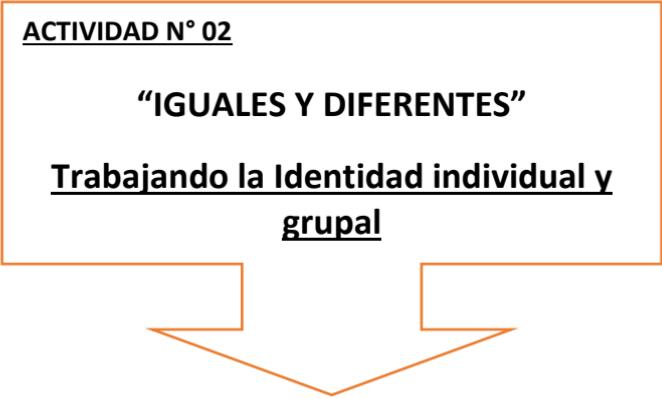 ACTIVIDAD N° 02
“IGUALES Y DIFERENTES”
Trabajando la Identidad individual y
grupal